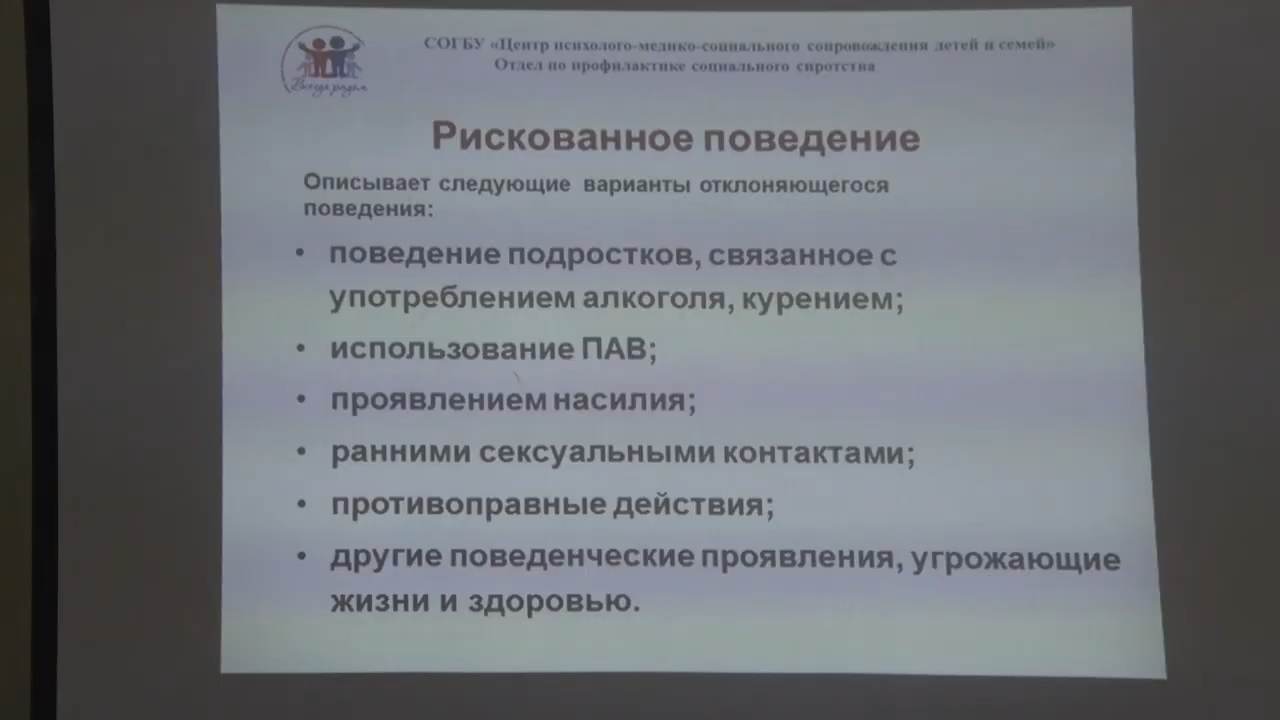 СОГБУ «Центр психолого-медико-социального сопровождения детей и семей»
Отдел по профилактике социального сиротства
Всегда рядом
Рискованное поведение
Описывает следующие варианты отклоняющегося
поведения:
• поведение подростков, связанное с
употреблением алкоголя, курением;
• использование ПАВ;
• проявлением насилия;
• ранними сексуальными контактами;
• противоправные действия;
• другие поведенческие проявления, угрожающие
жизни и здоровью.